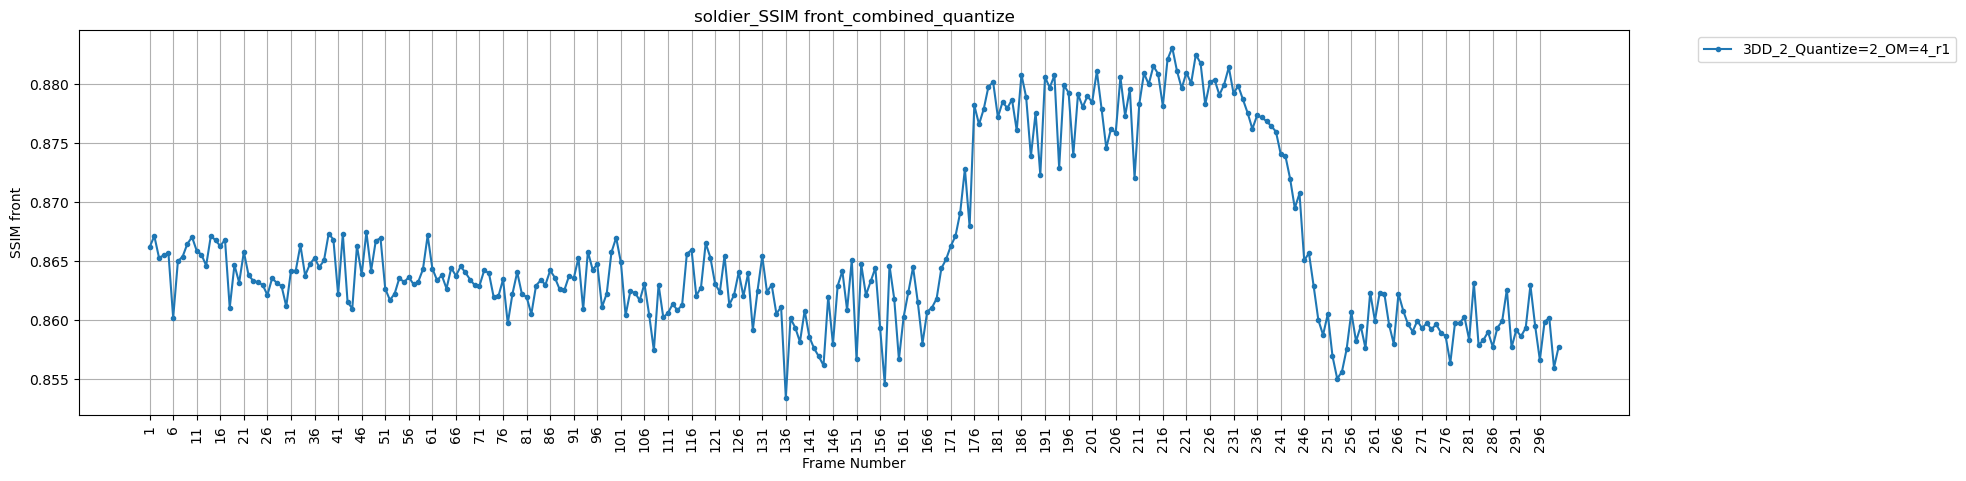 soldier_SSIM front_combined_quantize
3DD_2_Quantize=2_OM=4_r1
SSIM front
0.880
0.875
0.870
0.865
0.860
0.855
1 6 11 16 21 26 31 36 41 46 51 56 61 66 71 76 81 86 91 96 101 106 111 116 121 126 131 136 141 146 151 156 161 166 171 176 181 186 191 196 201 206 211 216 221 226 231 236 241 246 251 256 261 266 271 276 281 286 291 296
Frame Number